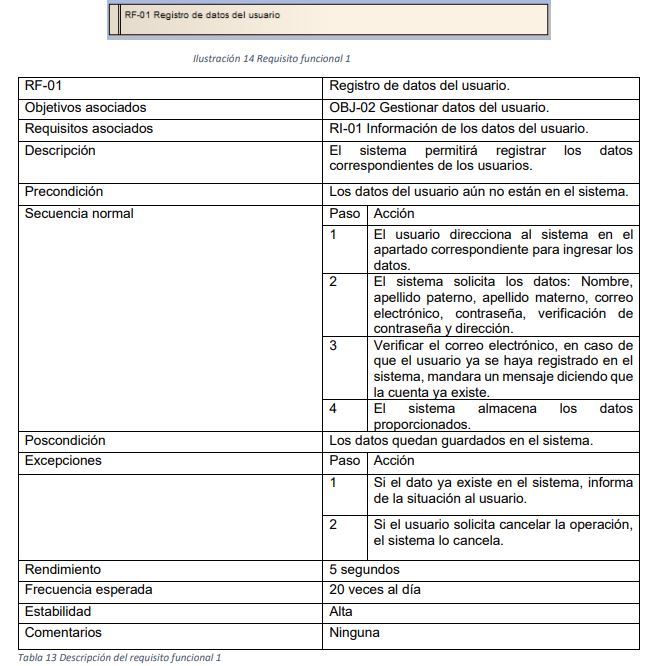 RF-01 Registro de datos del usuario
Ilustración 14 Requisito funcional 1
RF-01 Registro de datos del usuario.
Objetivos asociados OBJ-02 Gestionar datos del usuario.
Requisitos asociados RI-01 Información de los datos del usuario.
Descripción El sistema permitirá registrar los datos
correspondientes de los usuarios.
Precondición Los datos del usuario aún no están en el sistema.
Secuencia normal Paso Acción
1 El usuario direcciona al sistema en el
apartado correspondiente para ingresar los
datos.
2 El sistema solicita los datos: Nombre,
apellido paterno, apellido materno, correo
electrónico, contraseña, verificación de
contraseña y dirección.
3 Verificar el correo electrónico, en caso de
que el usuario ya se haya registrado en el
sistema, mandara un mensaje diciendo que
la cuenta ya existe.
4 El sistema almacena los datos
proporcionados.
Poscondición Los datos quedan guardados en el sistema.
Excepciones Paso Acción
1 Si el dato ya existe en el sistema, informa
de la situación al usuario.
2 Si el usuario solicita cancelar la operación,
el sistema lo cancela.
Rendimiento 5 segundos
Frecuencia esperada 20 veces al día
Estabilidad Alta
Comentarios Ninguna
Tabla 13 Descripción del requisito funcional 1